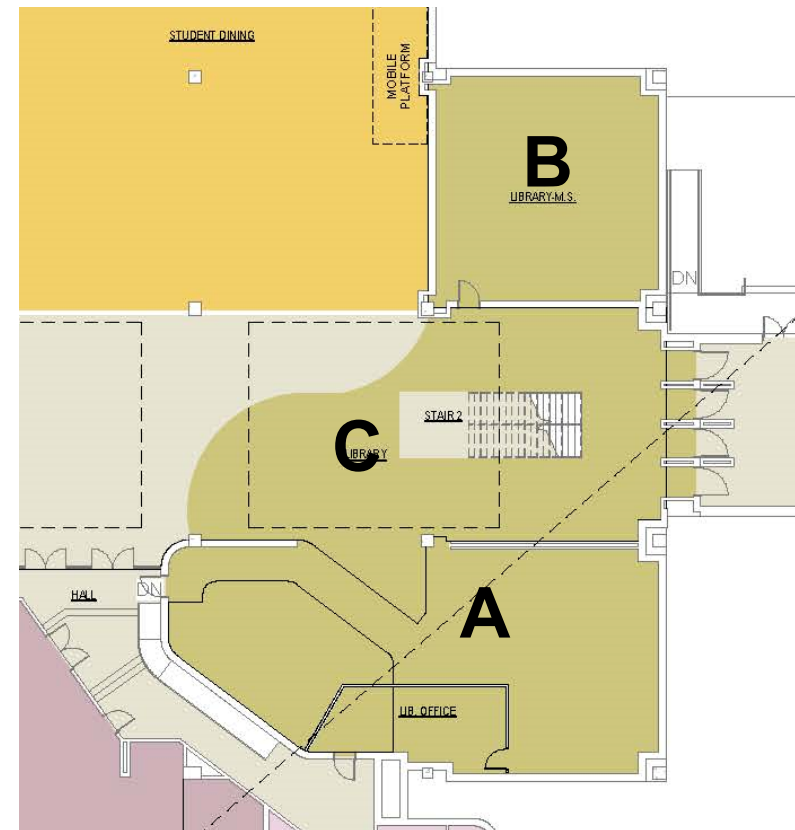 STUDENT DINING
MOBILE
PLATFORM
B
LIBRARY-M.S.
DN
STAIR 2
C
LIBRARY
HALL
DN
A
LIB. OFFICE